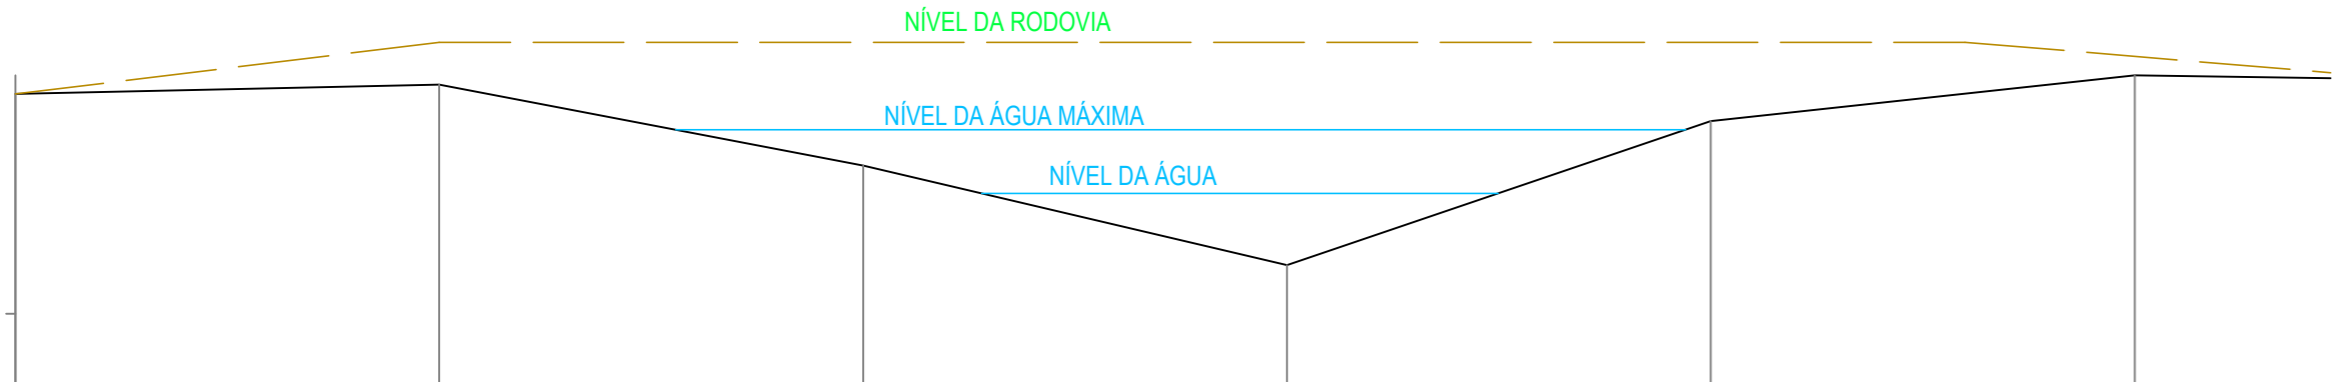 NÍVEL DA RODOVIA
NÍVEL DA ÁGUA MÁXIMA
NÍVEL DA ÁGUA